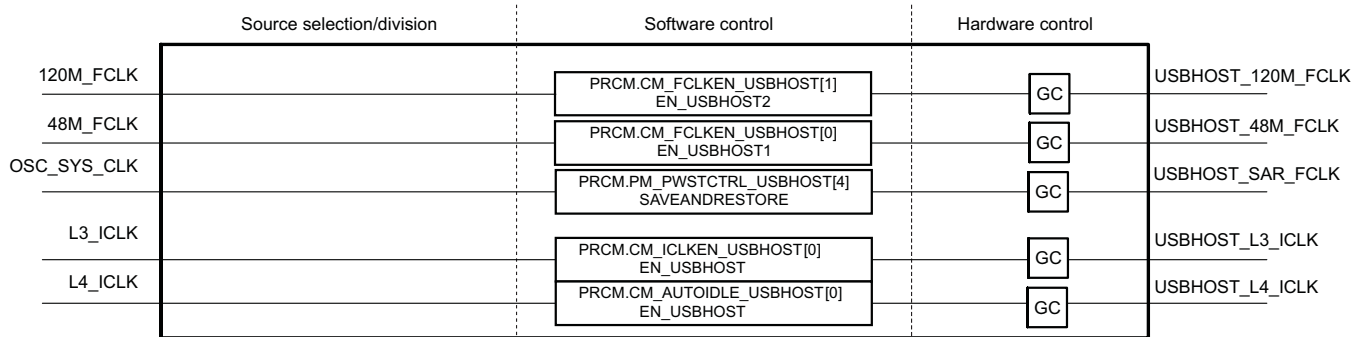 Source selection/division
Software control
Hardware control
120M_FCLK
PRCM.CM_FCLKEN_USBHOST[1]
EN_USBHOST2
GC
USBHOST_120M_FCLK
48M_FCLK
PRCM.CM_FCLKEN_USBHOST[0]
EN_USBHOST1
GC
USBHOST_48M_FCLK
OSC_SYS_CLK
PRCM.PM_PWSTCTRL_USBHOST[4]
SAVEANDRESTORE
GC
USBHOST_SAR_FCLK
L3_ICLK
PRCM.CM_ICLKEN_USBHOST[0]
EN_USBHOST
GC
USBHOST_L3_ICLK
L4_ICLK
PRCM.CM_AUTOIDLE_USBHOST[0]
EN_USBHOST
GC
USBHOST_L4_ICLK